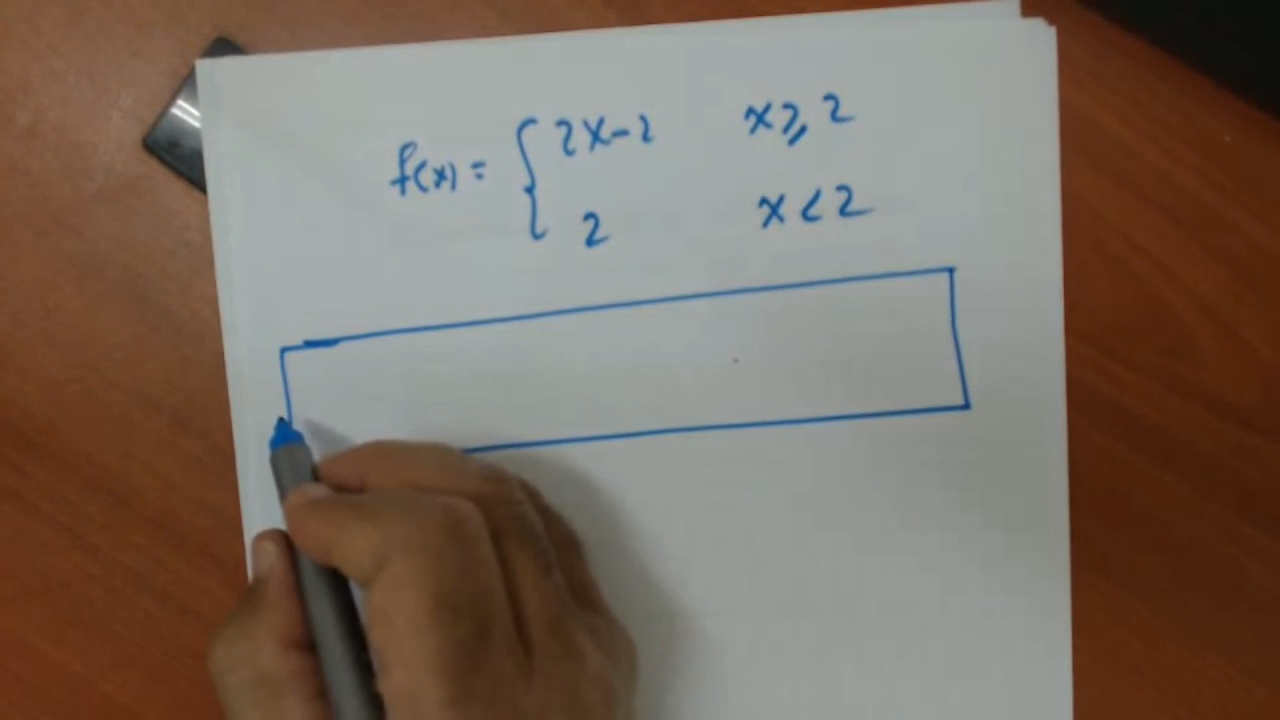 f(x) = { 2x-2 x ⩾ 2
2 x < 2